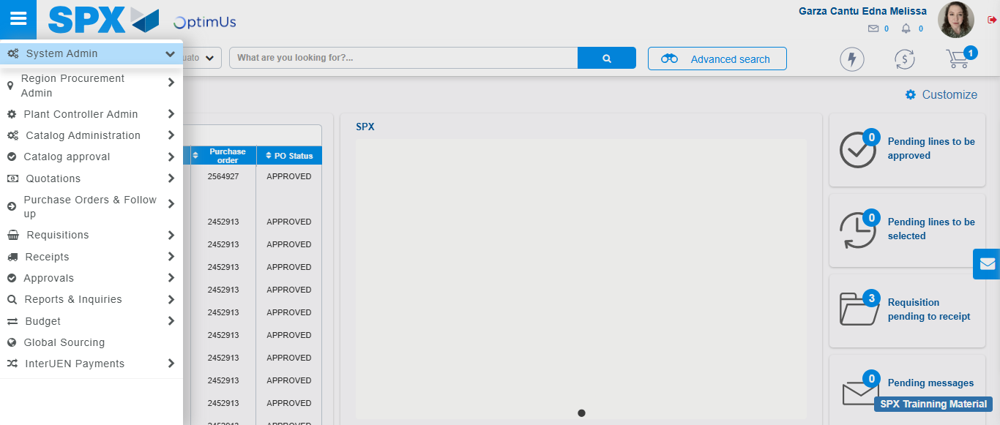 SPX
OptimUs
Garza Cantu Edna Melissa
0
0
System Admin
uato
What are you looking for?...
Advanced search
1
Region Procurement
Admin
Plant Controller Admin
Catalog Administration
Catalog approval
Quotations
Purchase Orders & Follow
up
Requisitions
Receipts
Approvals
Reports & Inquiries
Budget
Global Sourcing
InterUEN Payments
Customize
Purchase
order
PO Status
2564927 APPROVED
2452913 APPROVED
2452913 APPROVED
2452913 APPROVED
2452913 APPROVED
2452913 APPROVED
2452913 APPROVED
2452913 APPROVED
2452913 APPROVED
2452913 APPROVED
2452913 APPROVED
SPX
0
Pending lines to be
approved
0
Pending lines to be
selected
3
Requisition
pending to receipt
0
Pending messages
SPX Trainning Material